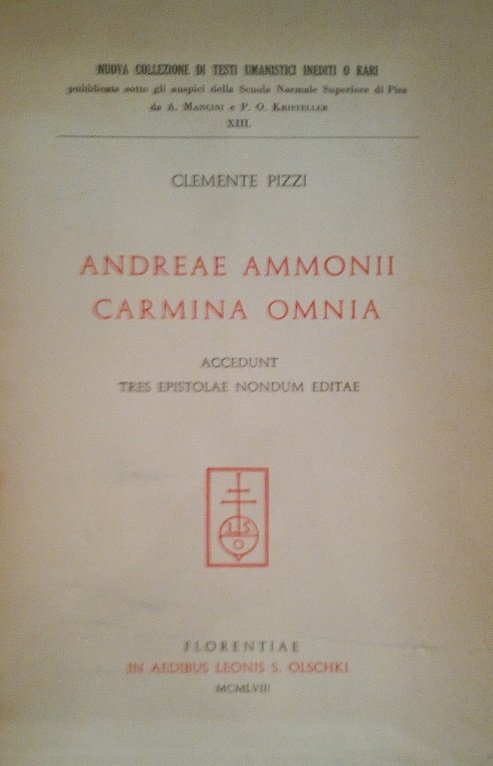 NUOVA COLLEZIONE DI TESTI UMANISTICI INEDITI O RARI
pubblicata sotto gli auspici della Scuola Normale Superiore di Pisa
da A. MANCINI e P. O. KRISTELLER
XIII.
CLEMENTE PIZZI
ANDREAE AMMONII
CARMINA OMNIA
ACCEDUNT
TRES EPISTOLAE NONDUM EDITAE
LS
O
FLORENTIAE
IN AEDIBUS LEONIS S. OLSCHKI
MCMLVIII